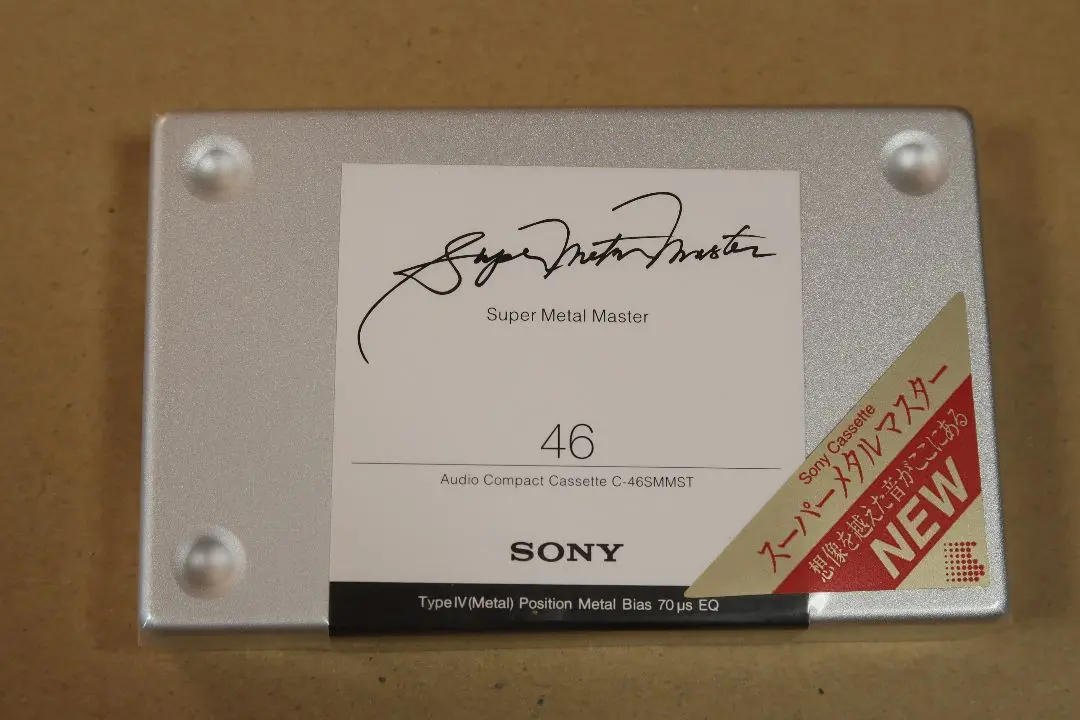 Super Metal Master
Super Metal Master
46
Audio Compact Cassette C-46SMMST
SONY
Type IV (Metal) Position Metal Bias 70 μs EQ
Sony Cassette
スーパーメタルマスター
想像を越えた音がここにある
NEW